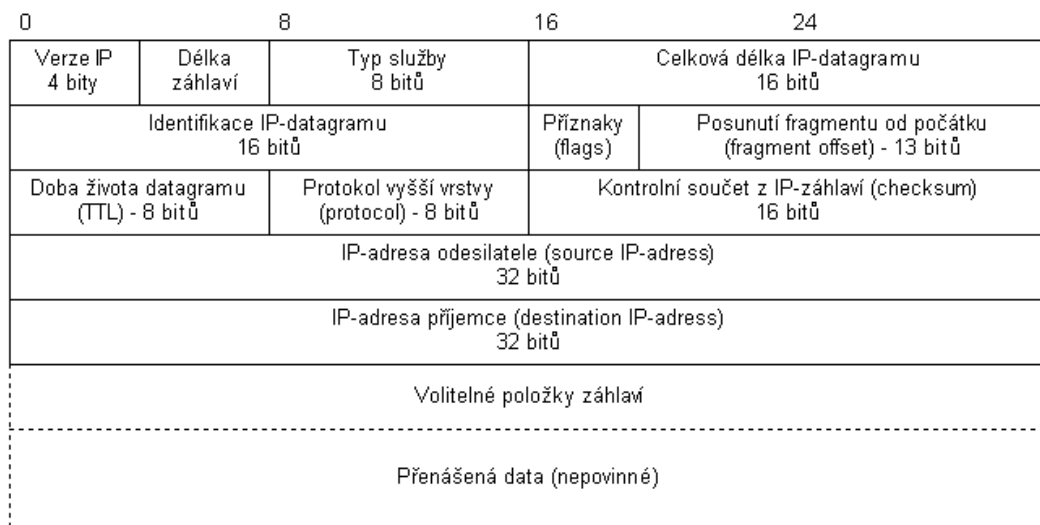 0 8 16 24
Verze IP
4 bity
Délka
záhlaví
Typ služby
8 bitů
Celková délka IP-datagramu
16 bitů
Identifikace IP-datagramu
16 bitů
Příznaky
(flags)
Posunutí fragmentu od počátku
(fragment offset) - 13 bitů
Doba života datagramu
(TTL) - 8 bitů
Protokol vyšší vrstvy
(protocol) - 8 bitů
Kontrolní součet z IP-záhlaví (checksum)
16 bitů
IP-adresa odesilatele (source IP-adress)
32 bitů
IP-adresa příjemce (destination IP-adress)
32 bitů
Volitelné položky záhlaví
Přenášená data (nepovinné)